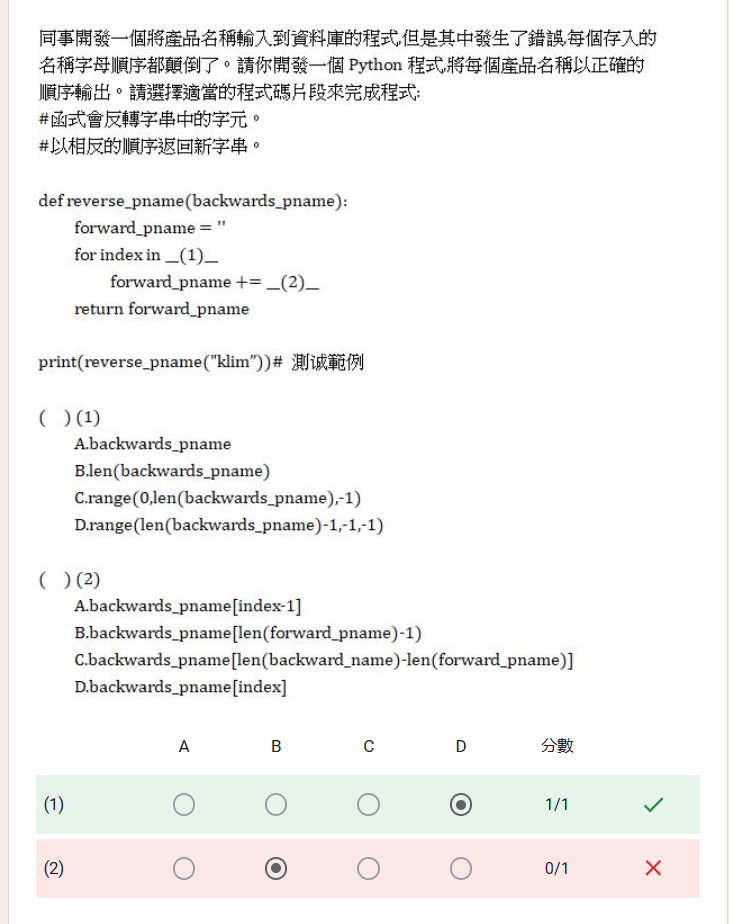 同事開發一個將產品名稱輸入到資料庫的程式,但是其中發生了錯誤,每個存入的
名稱字母順序都顛倒了。請你開發一個 Python 程式,將每個產品名稱以正確的
順序輸出。請選擇適當的程式碼片段來完成程式:
#函式會反轉字串中的字元。
#以相反的順序返回新字串。
def reverse_pname(backwards_pname):
forward_pname = ''
for index in __(1)__
forward_pname += __(2)__
return forward_pname
print(reverse_pname("klim"))# 測诚範例
( ) (1)
A.backwards_pname
B.len(backwards_pname)
C.range(0,len(backwards_pname),-1)
D.range(len(backwards_pname)-1,-1,-1)
( ) (2)
A.backwards_pname[index-1]
B.backwards_pname[len(forward_pname)-1)
C.backwards_pname[len(backward_name)-len(forward_pname)]
D.backwards_pname[index]
A B C D 分數
(1) 1/1
(2) 0/1